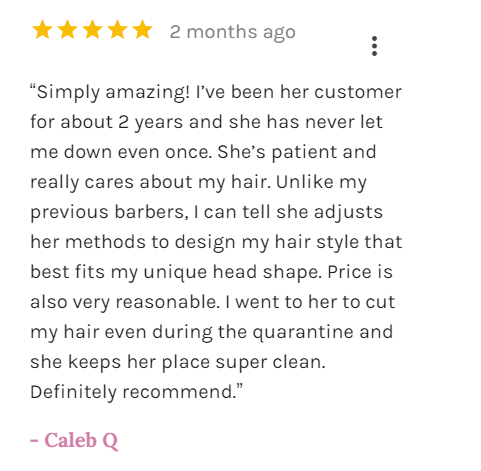 2 months ago
“Simply amazing! I’ve been her customer
for about 2 years and she has never let
me down even once. She’s patient and
really cares about my hair. Unlike my
previous barbers, I can tell she adjusts
her methods to design my hair style that
best fits my unique head shape. Price is
also very reasonable. I went to her to cut
my hair even during the quarantine and
she keeps her place super clean.
Definitely recommend.”
- Caleb Q